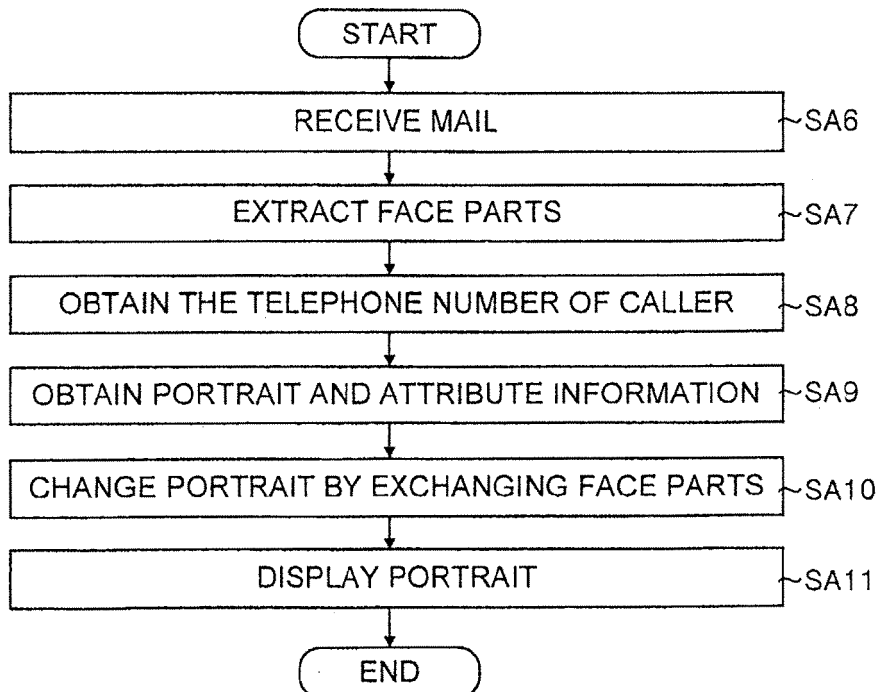 START
RECEIVE MAIL
~SA6
EXTRACT FACE PARTS
~SA7
OBTAIN THE TELEPHONE NUMBER OF CALLER
~SA8
OBTAIN PORTRAIT AND ATTRIBUTE INFORMATION
~SA9
CHANGE PORTRAIT BY EXCHANGING FACE PARTS
~SA10
DISPLAY PORTRAIT
~SA11
END